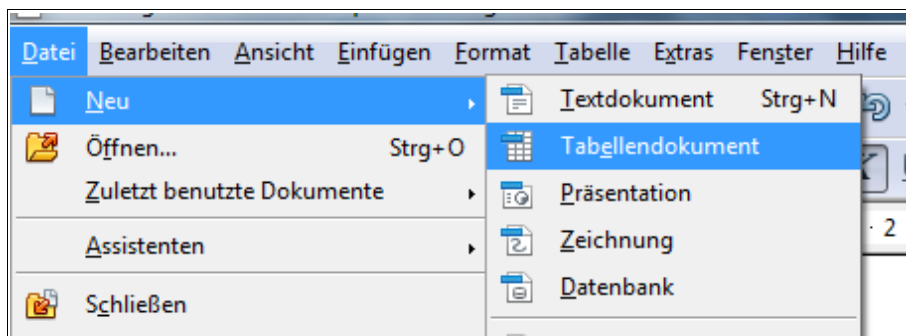 Datei Bearbeiten Ansicht Einfügen Format Tabelle Extras Fenster Hilfe
Neu
Öffnen... Strg+O
Zuletzt benutzte Dokumente
Assistenten
Schließen
Textdokument Strg+N
Tabellendokument
Präsentation
Zeichnung
Datenbank
· 2